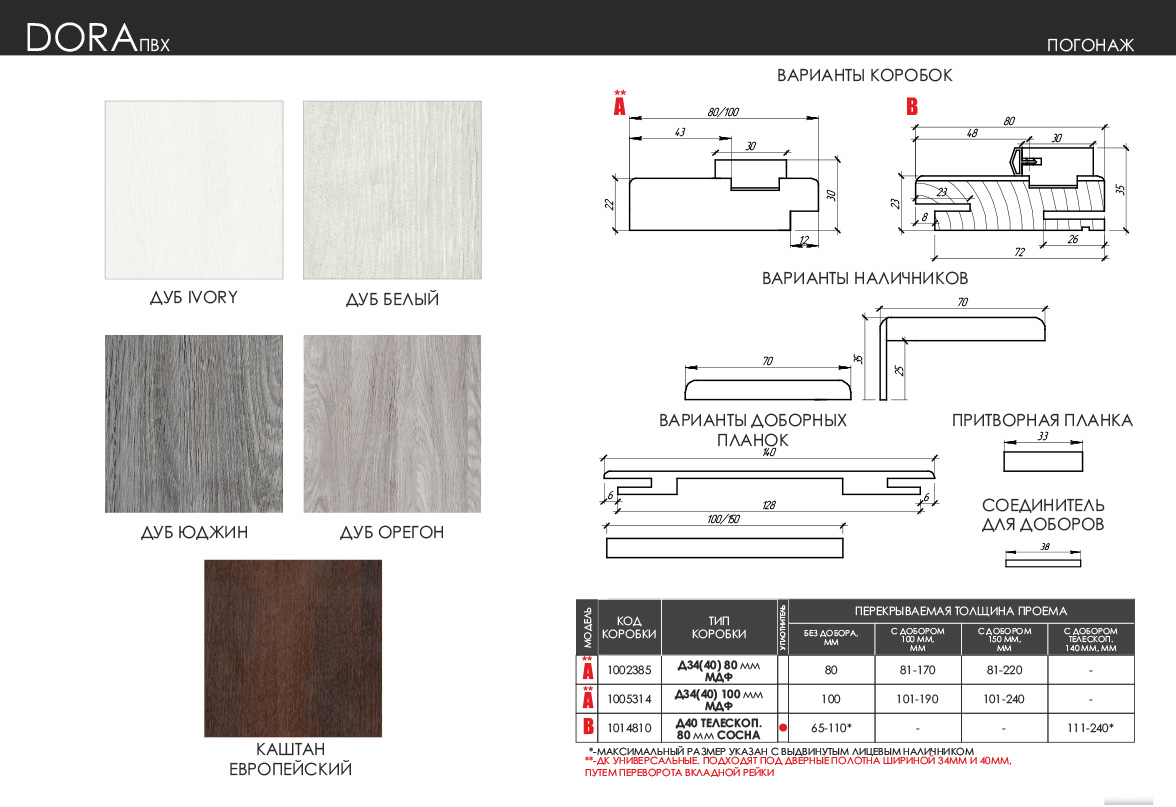 DORA ПВХ
ПОГОНАЖ
ДУБ IVORY
ДУБ БЕЛЫЙ
ДУБ ЮДЖИН
ДУБ ОРЕГОН
КАШТАН
ЕВРОПЕЙСКИЙ
ВАРИАНТЫ КОРОБОК
**
A
80/100
43
30
22
30
12
B
80
48
30
23
23
35
8
26
72
ВАРИАНТЫ НАЛИЧНИКОВ
70
70
35
25
ВАРИАНТЫ ДОБОРНЫХ
ПЛАНОК
140
6
6
128
100/150
ПРИТВОРНАЯ ПЛАНКА
33
СОЕДИНИТЕЛЬ
ДЛЯ ДОБОРОВ
38
МОДЕЛЬ
КОД
КОРОБКИ
ТИП
КОРОБКИ
УПЛОТНИТЕЛЬ
ПЕРЕКРЫВАЕМАЯ ТОЛЩИНА ПРОЕМА
БЕЗ ДОБОРА,
ММ
С ДОБОРОМ
100 ММ,
ММ
С ДОБОРОМ
150 ММ,
ММ
С ДОБОРОМ
ТЕЛЕСКОП.
140 ММ, ММ
**
A 1002385 Д34(40) 80 мм
МДФ 80 81-170 81-220 -
**
A 1005314 Д34(40) 100 мм
МДФ 100 101-190 101-240 -
B 1014810 Д40 ТЕЛЕСКОП.
80 мм СОСНА 65-110* - - 111-240*
*-МАКСИМАЛЬНЫЙ РАЗМЕР УКАЗАН С ВЫДВИНУТЫМ ЛИЦЕВЫМ НАЛИЧНИКОМ
**-ДК УНИВЕРСАЛЬНЫЕ. ПОДХОДЯТ ПОД ДВЕРНЫЕ ПОЛОТНА ШИРИНОЙ 34ММ И 40ММ,
ПУТЕМ ПЕРЕВОРОТА ВКЛАДНОЙ РЕЙКИ